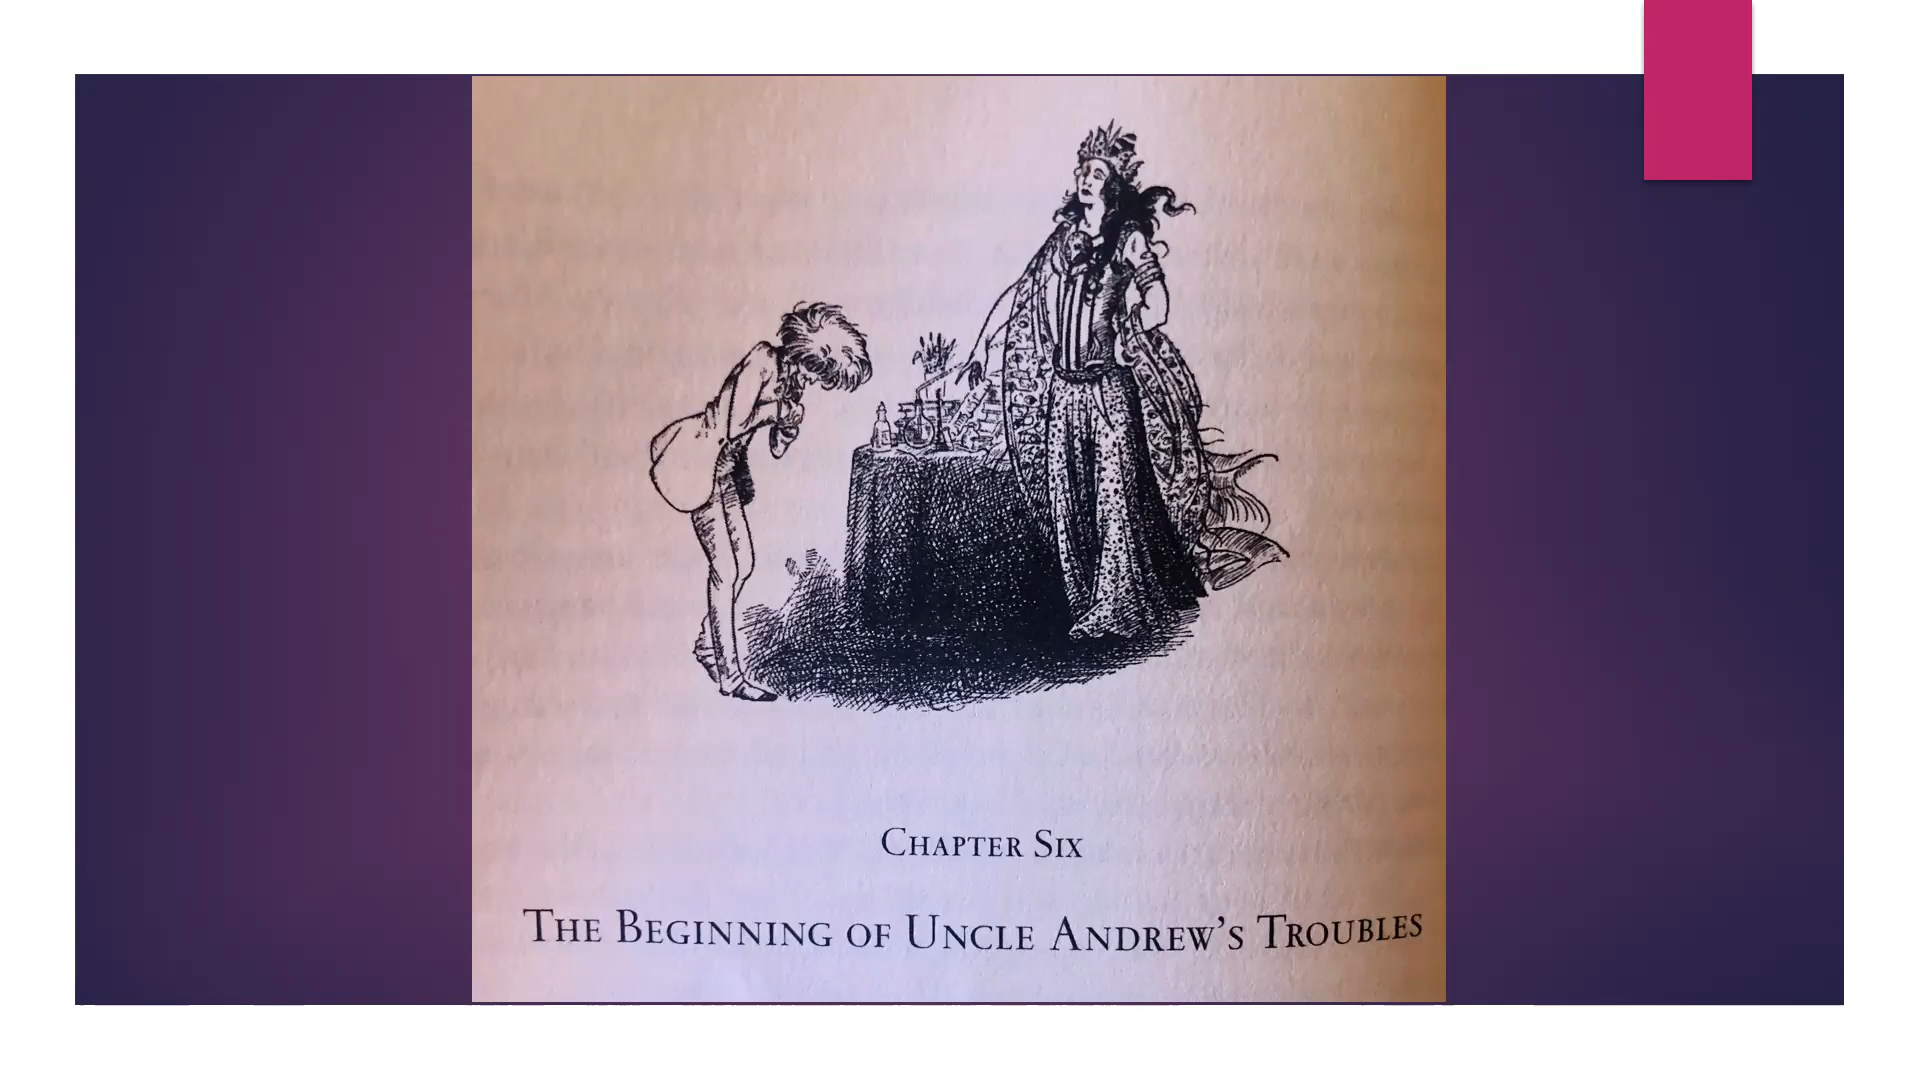 Chapter Six
The Beginning of Uncle Andrew's Troubles